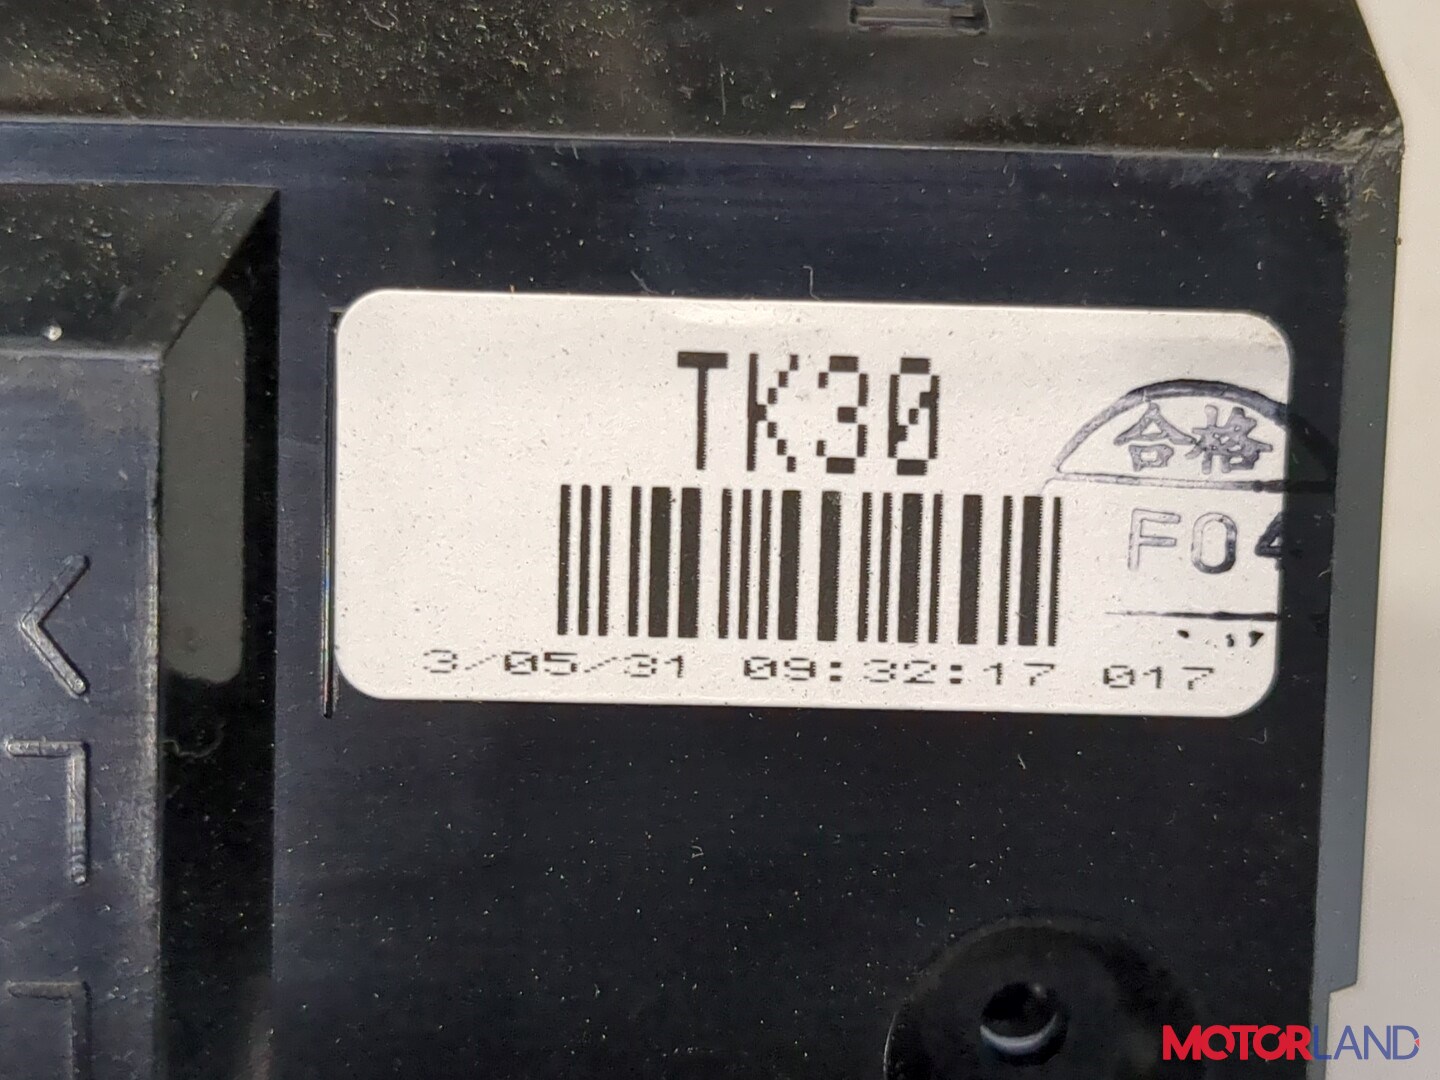 TK30
合格
F04
3/05/31 09:32:17 017
MOTORLAND